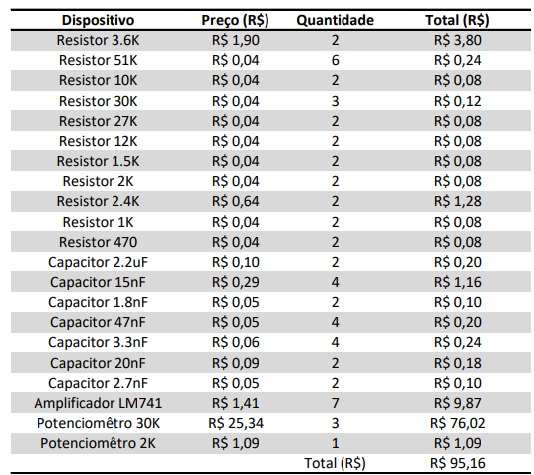 Dispositivo Preço (R$) Quantidade Total (R$)
Resistor 3.6K R$ 1,90 2 R$ 3,80
Resistor 51K R$ 0,04 6 R$ 0,24
Resistor 10K R$ 0,04 2 R$ 0,08
Resistor 30K R$ 0,04 3 R$ 0,12
Resistor 27K R$ 0,04 2 R$ 0,08
Resistor 12K R$ 0,04 2 R$ 0,08
Resistor 1.5K R$ 0,04 2 R$ 0,08
Resistor 2K R$ 0,04 2 R$ 0,08
Resistor 2.4K R$ 0,64 2 R$ 1,28
Resistor 1K R$ 0,04 2 R$ 0,08
Resistor 470 R$ 0,04 2 R$ 0,08
Capacitor 2.2uF R$ 0,10 2 R$ 0,20
Capacitor 15nF R$ 0,29 4 R$ 1,16
Capacitor 1.8nF R$ 0,05 2 R$ 0,10
Capacitor 47nF R$ 0,05 4 R$ 0,20
Capacitor 3.3nF R$ 0,06 4 R$ 0,24
Capacitor 20nF R$ 0,09 2 R$ 0,18
Capacitor 2.7nF R$ 0,05 2 R$ 0,10
Amplificador LM741 R$ 1,41 7 R$ 9,87
Potenciomêtro 30K R$ 25,34 3 R$ 76,02
Potenciomêtro 2K R$ 1,09 1 R$ 1,09
Total (R$) R$ 95,16